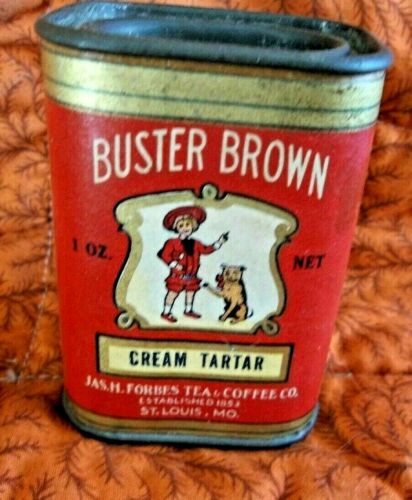 BUSTER BROWN
1 OZ. NET
CREAM TARTAR
JAS. H. FORBES TEA & COFFEE CO.
ESTABLISHED 1853
ST. LOUIS, MO.